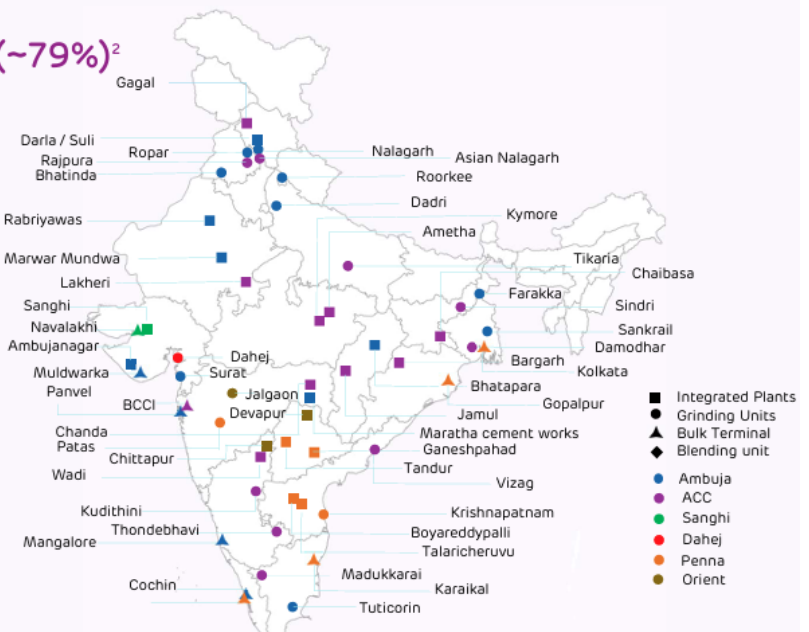 (~79%)²
Gagal
Darla / Suli
Ropar
Nalagarh
Asian Nalagarh
Rajpura
Bhatinda
Roorkee
Dadri
Rabriyawas
Kymore
Ametha
Marwar Mundwa
Tikaria
Chaibasa
Lakheri
Farakka
Sanghi
Sindri
Navalakhi
Sankrail
Ambujanagar
Damodhar
Dahej
Bargarh
Muldwarka
Surat
Kolkata
Panvel
Jalgaon
Bhatapara
BCCI
Devapur
Gopalpur
Jamul
Chanda
Maratha cement works
Patas
Chittapur
Ganeshpahad
Wadi
Tandur
Vizag
Kudithini
Krishnapatnam
Thondebhavi
Boyareddypalli
Mangalore
Talaricheruvu
Madukkarai
Cochin
Karaikal
Tuticorin
Integrated Plants
Grinding Units
Bulk Terminal
Blending unit
Ambuja
ACC
Sanghi
Dahej
Penna
Orient